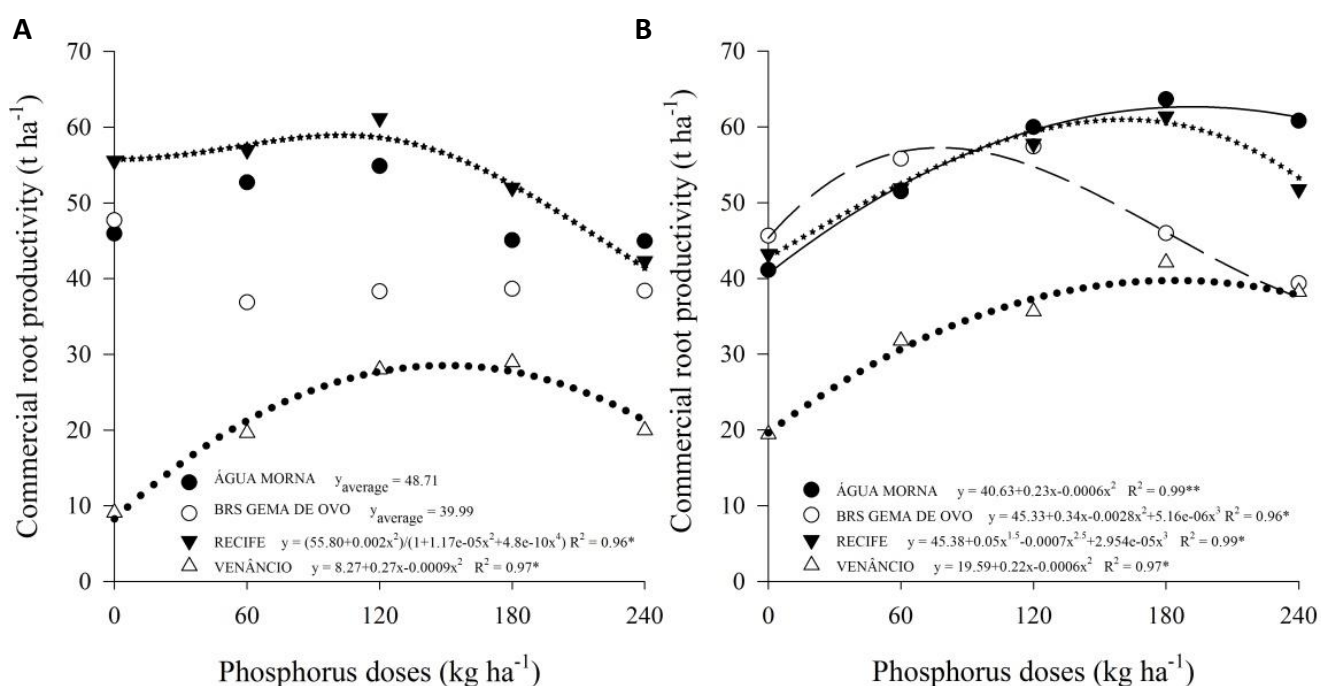 A
Commercial root productivity (t ha-1)
70
60
50
40
30
20
10
0
ÁGUA MORNA yaverage = 48.71
BRS GEMA DE OVO yaverage = 39.99
RECIFE y = (55.80+0.002x2)/(1+1.17e-05x2+4.8e-10x4) R2 = 0.96*
VENÂNCIO y = 8.27+0.27x-0.0009x2 R2 = 0.97*
0 60 120 180 240
Phosphorus doses (kg ha-1)
B
Commercial root productivity (t ha-1)
70
60
50
40
30
20
10
0
ÁGUA MORNA y = 40.63+0.23x-0.0006x2 R2 = 0.99**
BRS GEMA DE OVO y = 45.33+0.34x-0.0028x2+5.16e-06x3 R2 = 0.96*
RECIFE y = 45.38+0.05x1.5-0.0007x2.5+2.954e-05x3 R2 = 0.99*
VENÂNCIO y = 19.59+0.22x-0.0006x2 R2 = 0.97*
0 60 120 180 240
Phosphorus doses (kg ha-1)